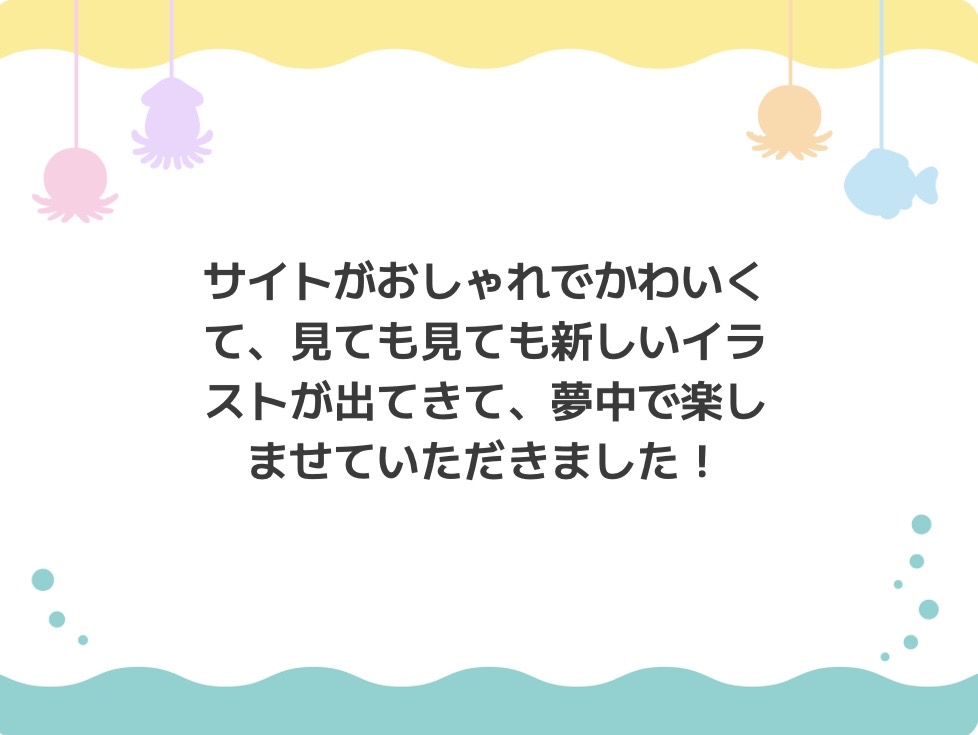 サイトがおしゃれでかわいく
て、見ても見ても新しいイラ
ストが出てきて、夢中で楽し
ませていただきました！